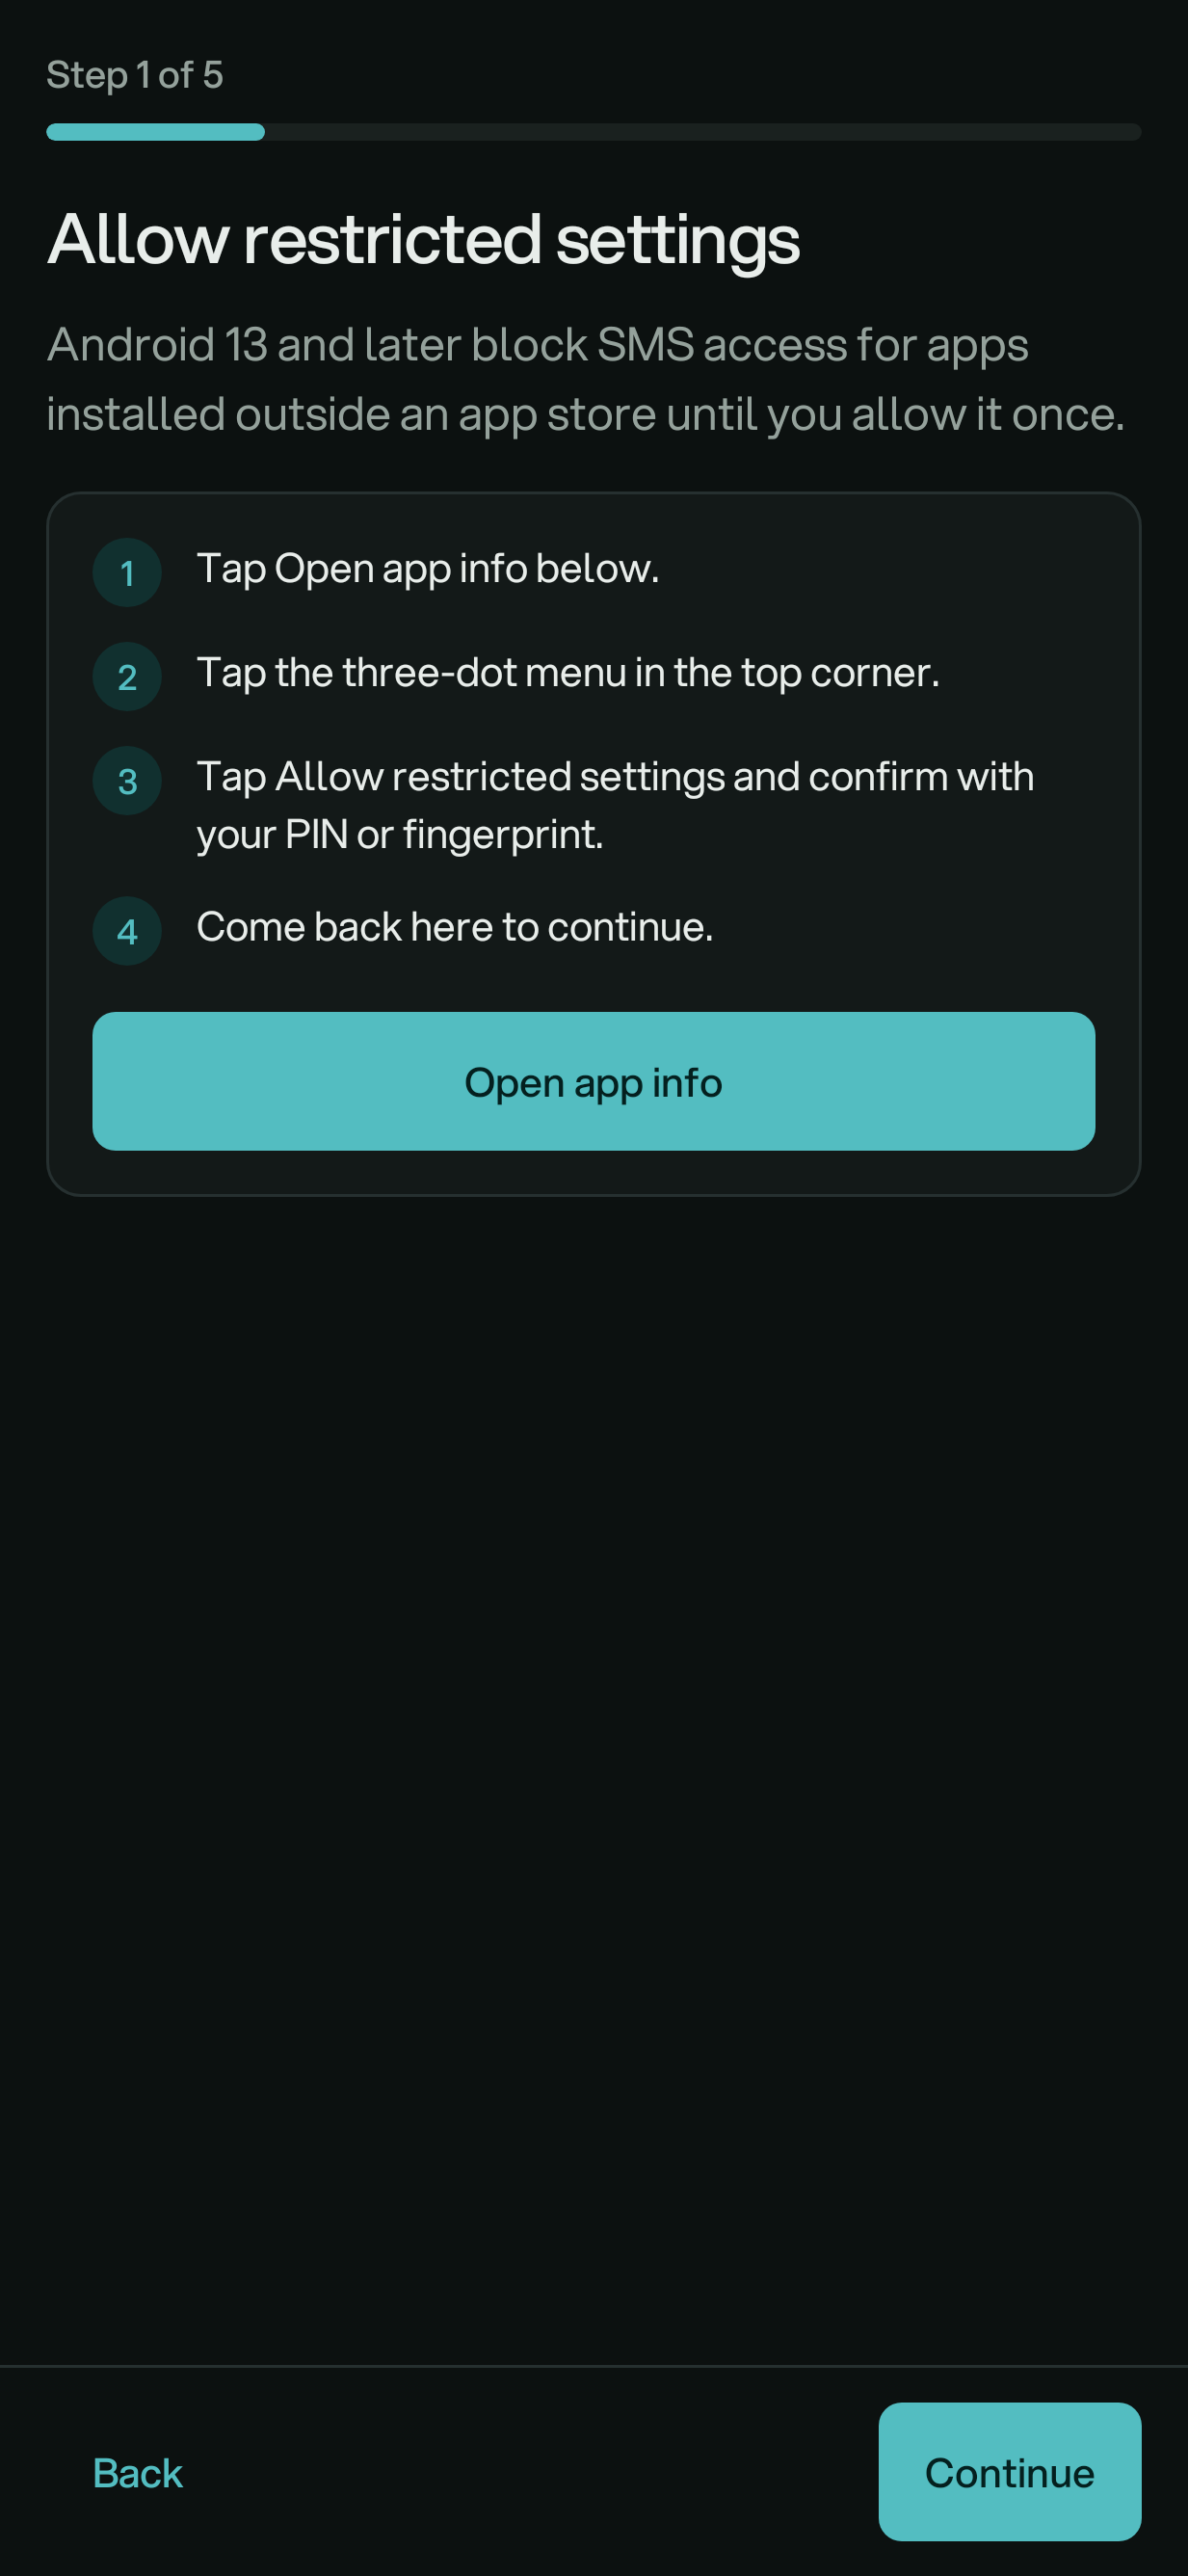 Step 1 of 5
Allow restricted settings
Android 13 and later block SMS access for apps
installed outside an app store until you allow it once.
1 Tap Open app info below.
2 Tap the three-dot menu in the top corner.
3 Tap Allow restricted settings and confirm with
your PIN or fingerprint.
4 Come back here to continue.
Open app info
Back Continue